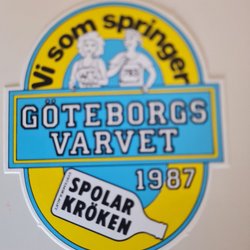 Vi som springer
GÖTEBORGS
VARVET
1987
SPOLAR
KRÖKEN